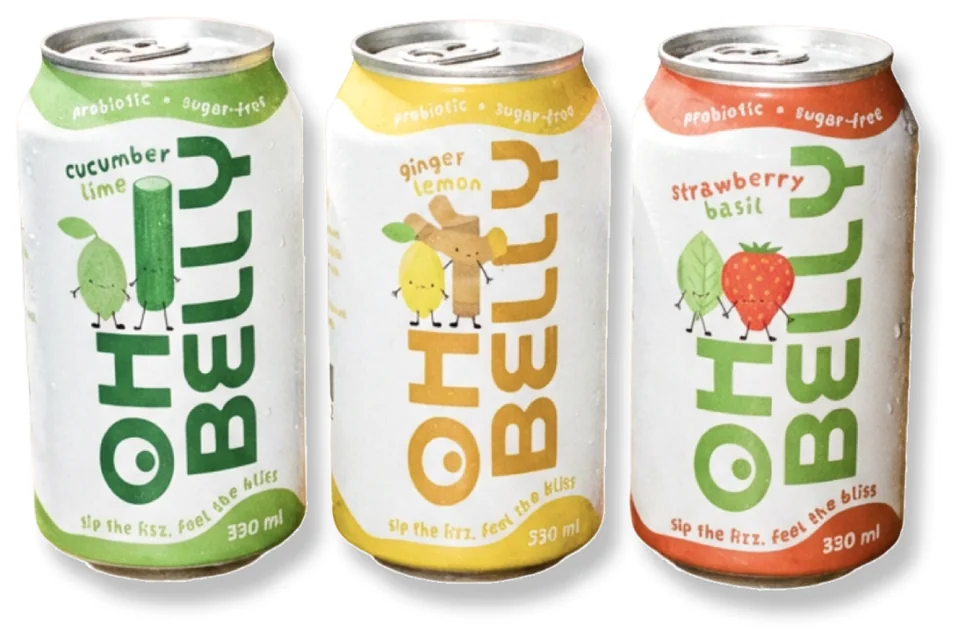 probiotic • sugar-free
cucumber
lime
OH
BELLY
sip the fizz, feel the bliss
330 ml
probiotic • sugar-free
ginger
lemon
OH
BELLY
sip the fizz, feel the bliss
330 ml
probiotic • sugar-free
strawberry
basil
OH
BELLY
sip the fizz, feel the bliss
330 ml